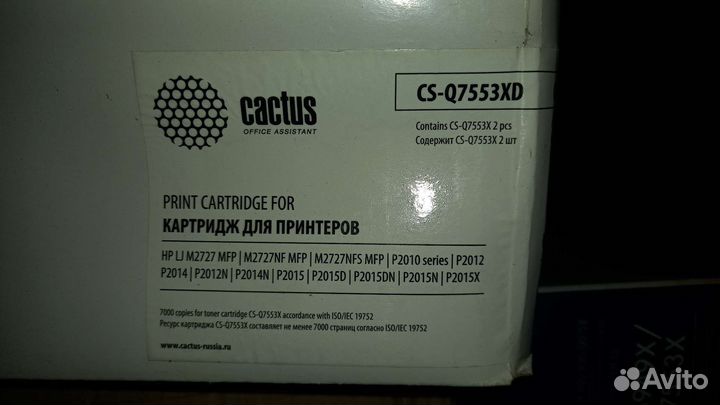 cactus
OFFICE ASSISTANT
CS-Q7553XD
Contains CS-Q7553X 2 pcs
Содержит CS-Q7553X 2 шт
PRINT CARTRIDGE FOR
КАРТРИДЖ ДЛЯ ПРИНТЕРОВ
HP LJ M2727 MFP | M2727NF MFP | M2727NFS MFP | P2010 series | P2012
P2014 | P2012N | P2014N | P2015 | P2015D | P2015DN | P2015N | P2015X
7000 copies for toner cartridge CS-Q7553X accordance with ISO/IEC 19752
Ресурс картриджа CS-Q7553X составляет не менее 7000 страниц согласно ISO/IEC 19752
www.cactus-russia.ru
Avito